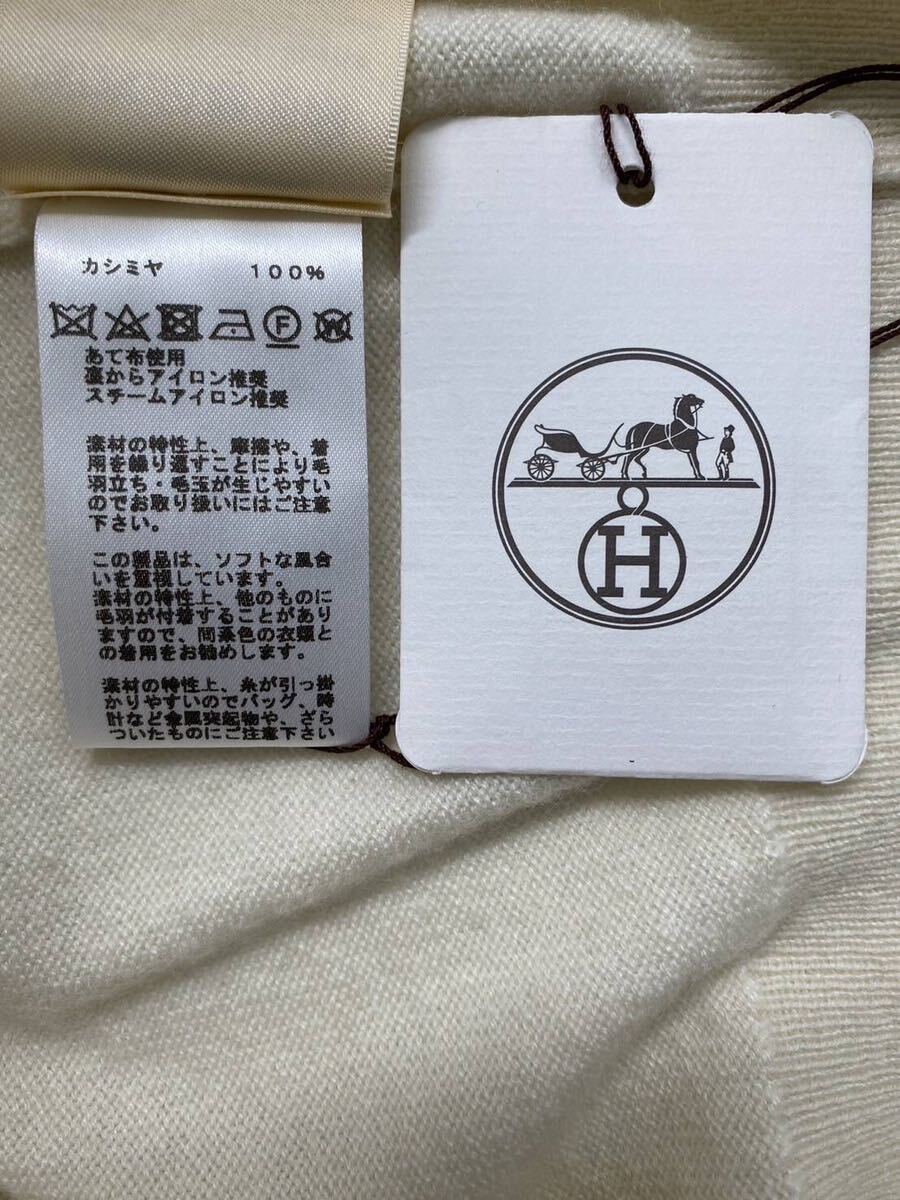 カシミヤ 100%
F W
あて布使用
裏からアイロン推奨
スチームアイロン推奨
素材の特性上、摩擦や、着
用を繰り返すことにより毛
羽立ち・毛玉が生じやすい
のでお取り扱いにはご注意
下さい。
この製品は、ソフトな風合
いを重視しています。
素材の特性上、他のものに
毛羽が付着することがあり
ますので、同系色の衣類と
の着用をお勧めします。
素材の特性上、糸が引っ掛
かりやすいのでバッグ、時
計など金属突起物や、ざら
ついたものにご注意下さい
H